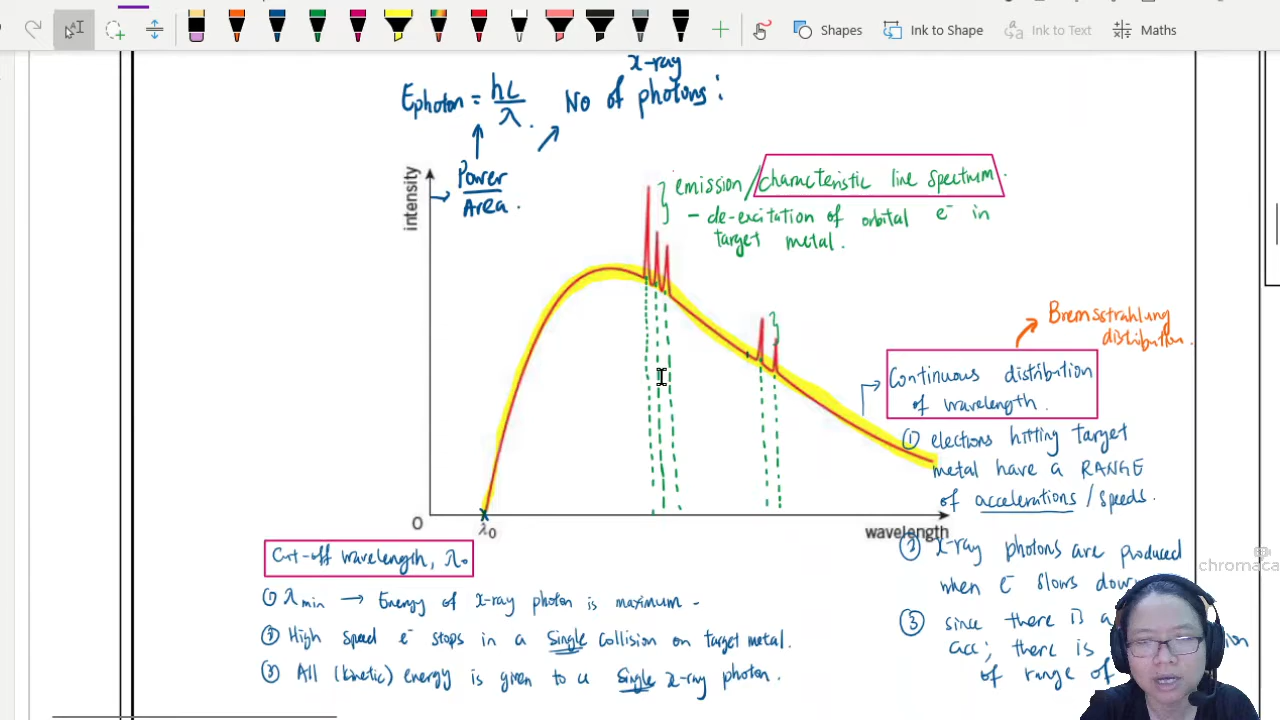 Shapes
Ink to Shape
Ink to Text
Maths
x-ray
Ephoton = hc/λ.
No of photons:
Power
Area.
intensity
emission/characteristic line spectrum.
- de-excitation of orbital e⁻ in
target metal.
Bremsstrahlung
distibution.
Continuous distribution
of wavelength.
① electrons hitting target
metal have a RANGE
of accelerations/speeds.
0
λ0
wavelength
② x-ray photons are produced
when e⁻ slows down
③ since there is a
acc; there is
of range of
chromaca
Cut-off wavelength, λ0
① λmin → Energy of x-ray photon is maximum.
② High speed e⁻ stops in a single collision on target metal.
③ All (kinetic) energy is given to a single x-ray photon.